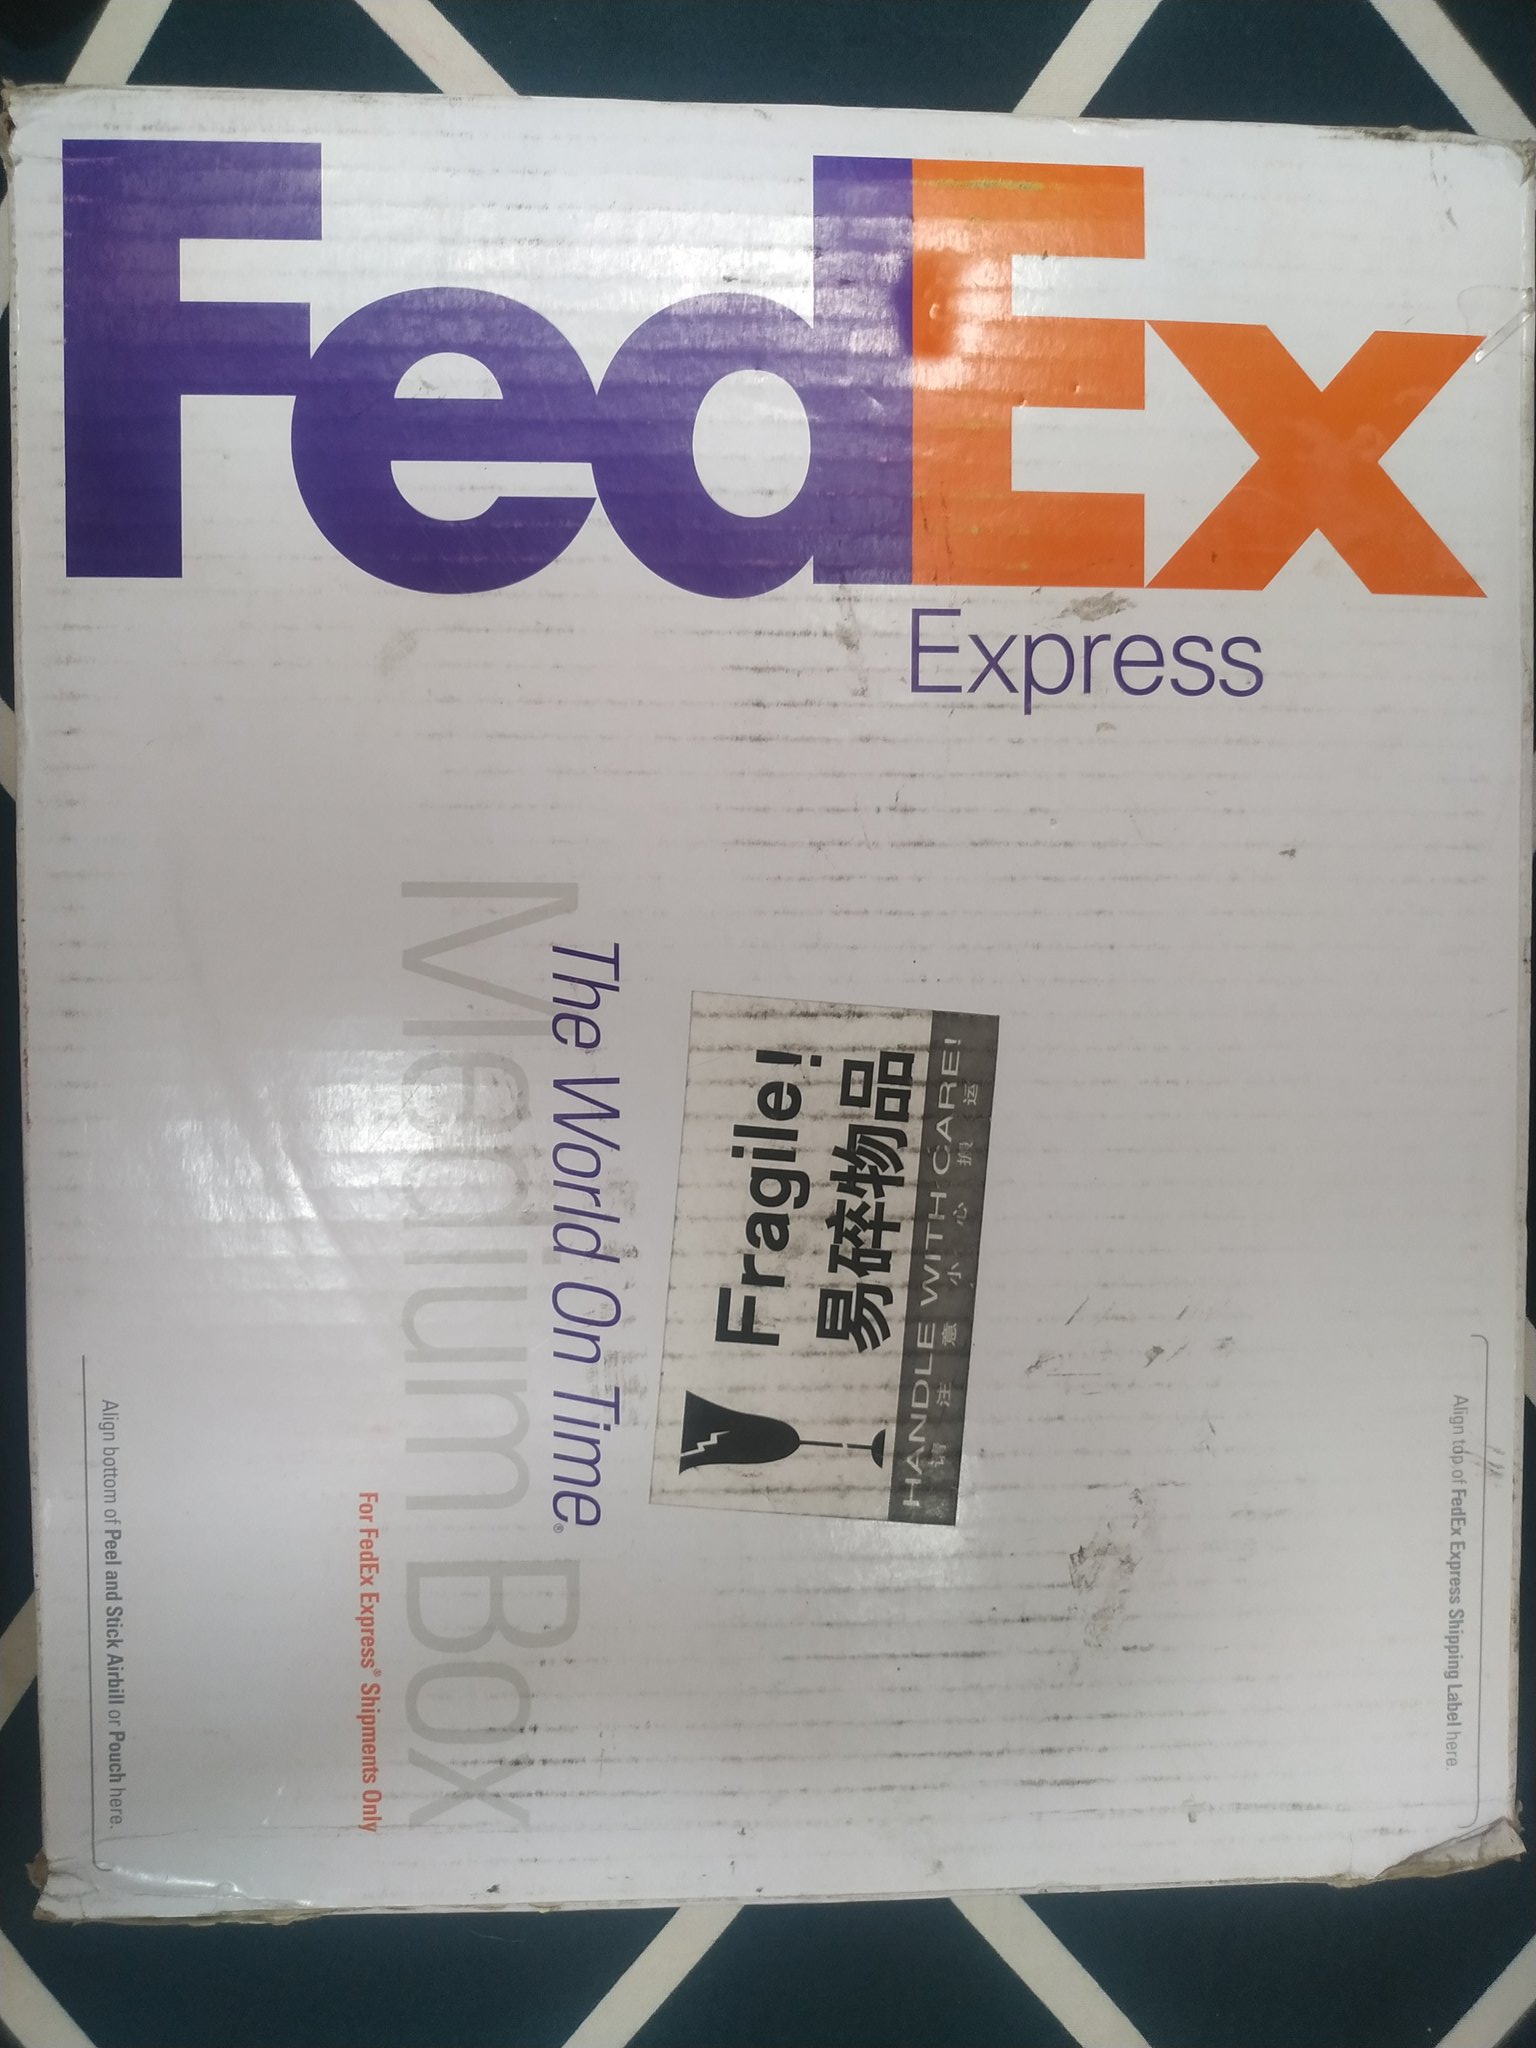 FedEx
Express
The World On Time®
Medium Box
For FedEx Express® Shipments Only
Fragile!
易碎物品
HANDLE WITH CARE!
请注意小心搬运
Align top of FedEx Express Shipping Label here.
Align bottom of Peel and Stick Airbill or Pouch here.